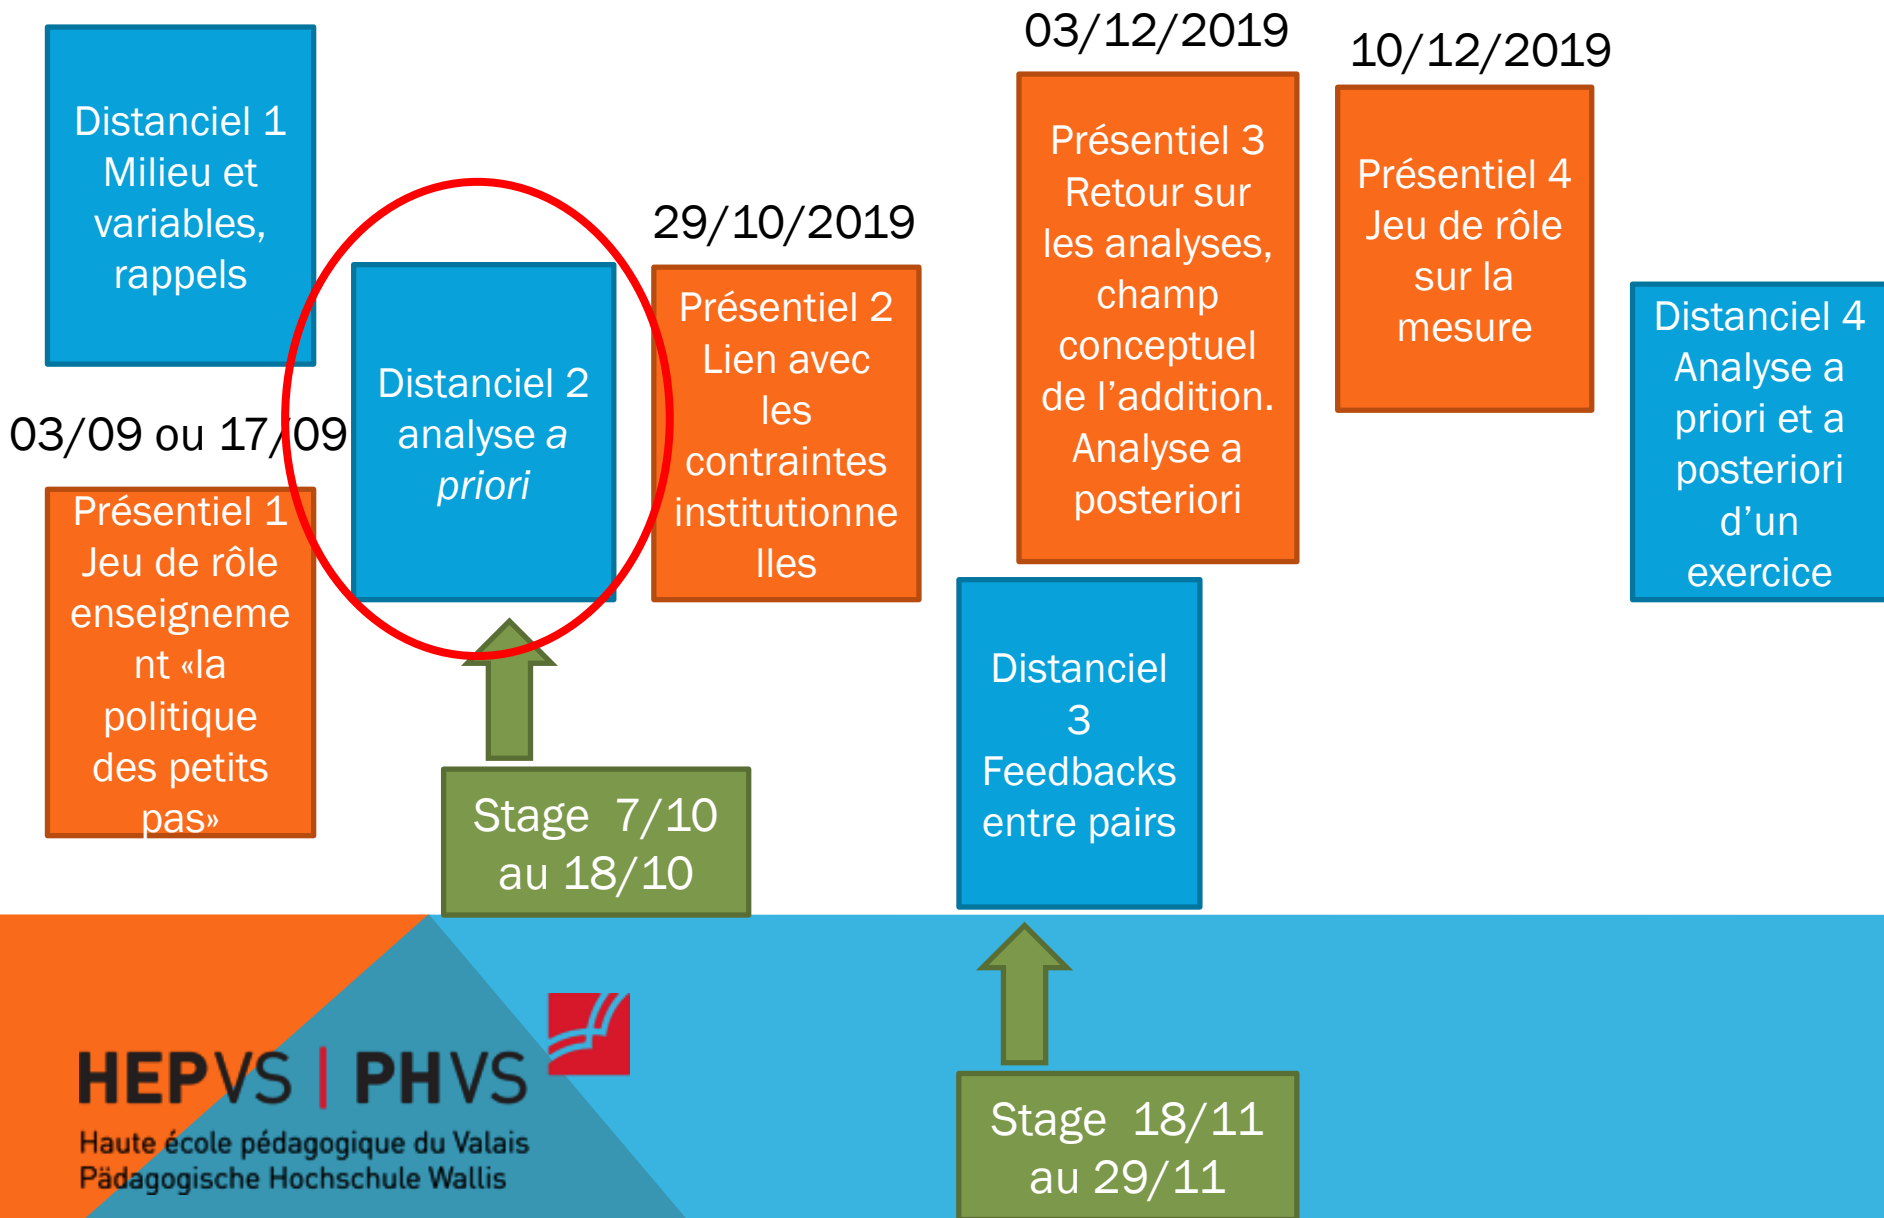 Distanciel 1
Milieu et
variables,
rappels
03/09 ou 17/09
Présentiel 1
Jeu de rôle
enseigneme
nt «la
politique
des petits
pas»
Distanciel 2
analyse a
priori
Stage 7/10
au 18/10
29/10/2019
Présentiel 2
Lien avec
les
contraintes
institutionne
lles
03/12/2019
Présentiel 3
Retour sur
les analyses,
champ
conceptuel
de l’addition.
Analyse a
posteriori
Distanciel
3
Feedbacks
entre pairs
Stage 18/11
au 29/11
10/12/2019
Présentiel 4
Jeu de rôle
sur la
mesure
Distanciel 4
Analyse a
priori et a
posteriori
d’un
exercice
HEPVS | PHVS
Haute école pédagogique du Valais
Pädagogische Hochschule Wallis